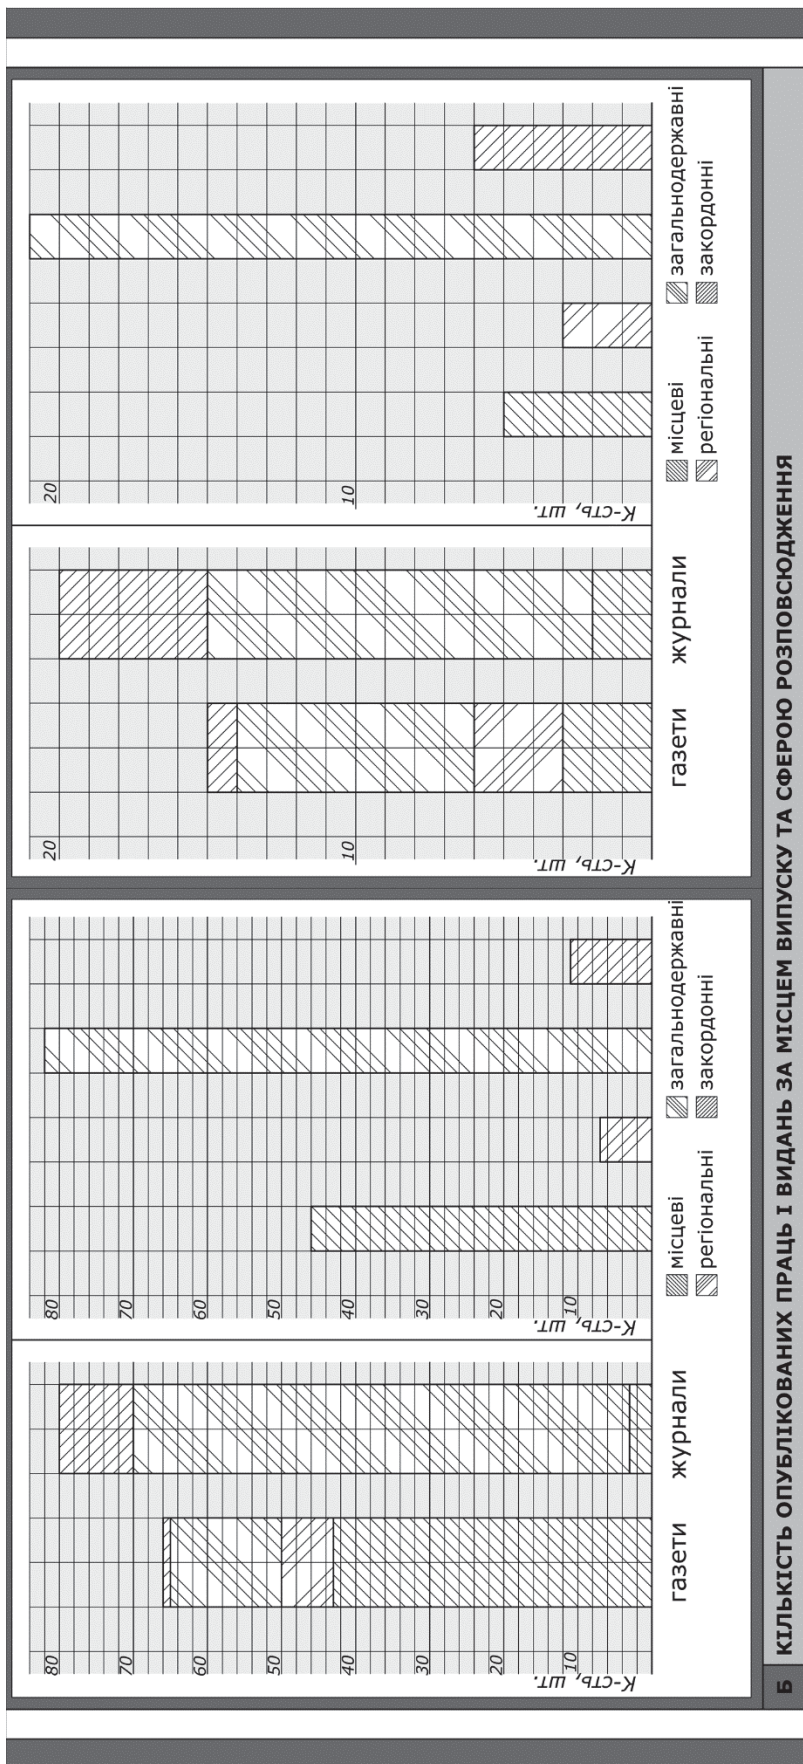 80
70
60
50
40
30
20
10
К-сть, шт.
газети
журнали
80
70
60
50
40
30
20
10
К-сть, шт.
місцеві
загальнодержавні
регіональні
закордонні
20
10
К-сть, шт.
газети
журнали
20
10
К-сть, шт.
місцеві
загальнодержавні
регіональні
закордонні
Б КІЛЬКІСТЬ ОПУБЛІКОВАНИХ ПРАЦЬ І ВИДАНЬ ЗА МІСЦЕМ ВИПУСКУ ТА СФЕРОЮ РОЗПОВСЮДЖЕННЯ